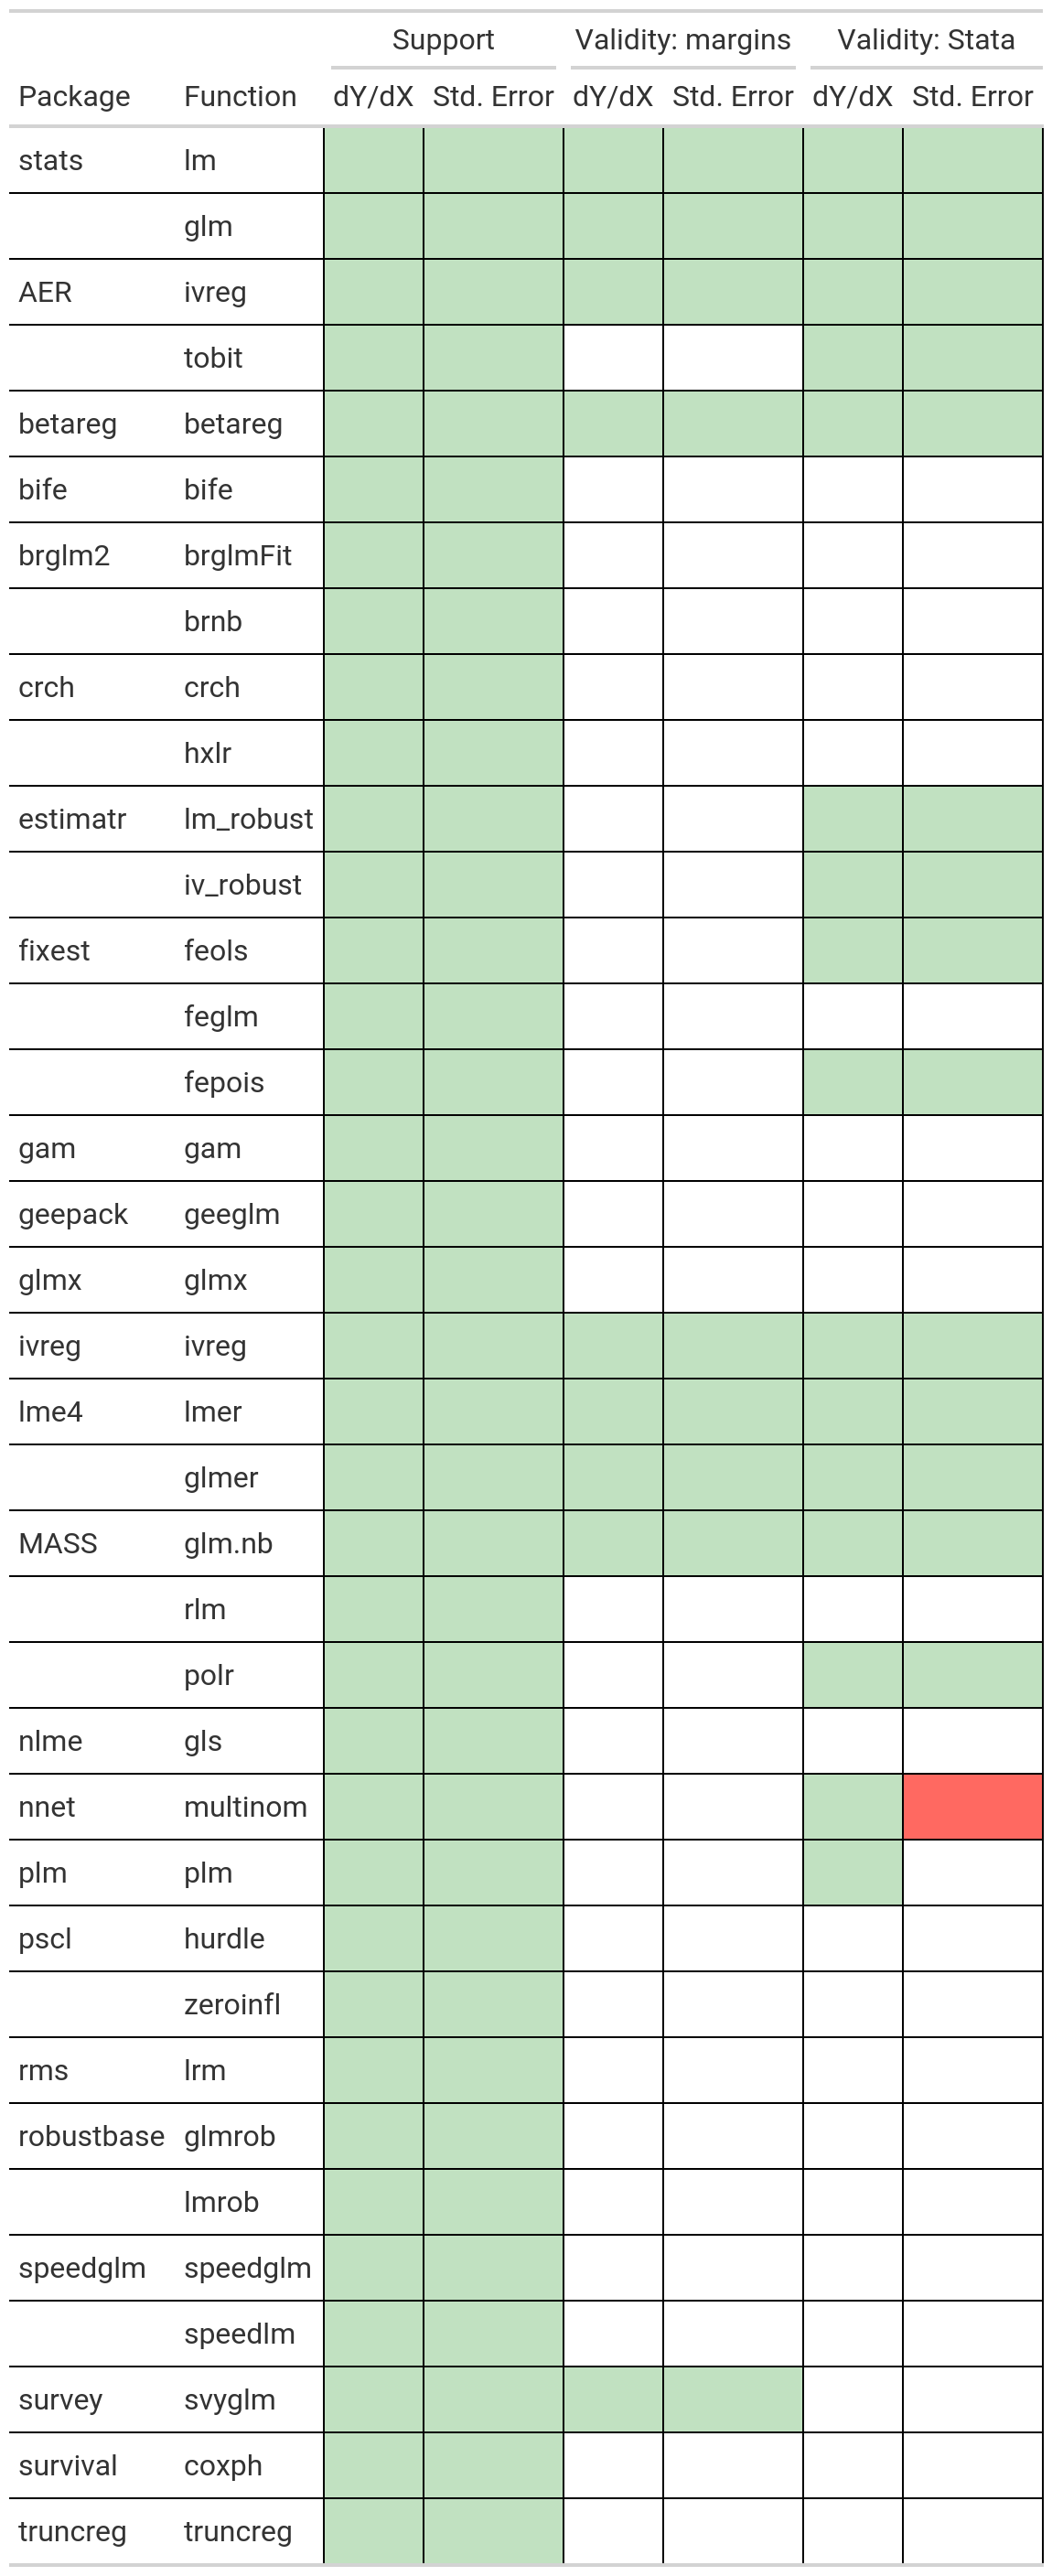 Support Validity: margins Validity: Stata
Package Function dY/dX Std. Error dY/dX Std. Error dY/dX Std. Error
stats lm
glm
AER ivreg
tobit
betareg betareg
bife bife
brglm2 brglmFit
brnb
crch crch
hxlr
estimatr lm_robust
iv_robust
fixest feols
feglm
fepois
gam gam
geepack geeglm
glmx glmx
ivreg ivreg
lme4 lmer
glmer
MASS glm.nb
rlm
polr
nlme gls
nnet multinom
plm plm
pscl hurdle
zeroinfl
rms lrm
robustbase glmrob
lmrob
speedglm speedglm
speedlm
survey svyglm
survival coxph
truncreg truncreg